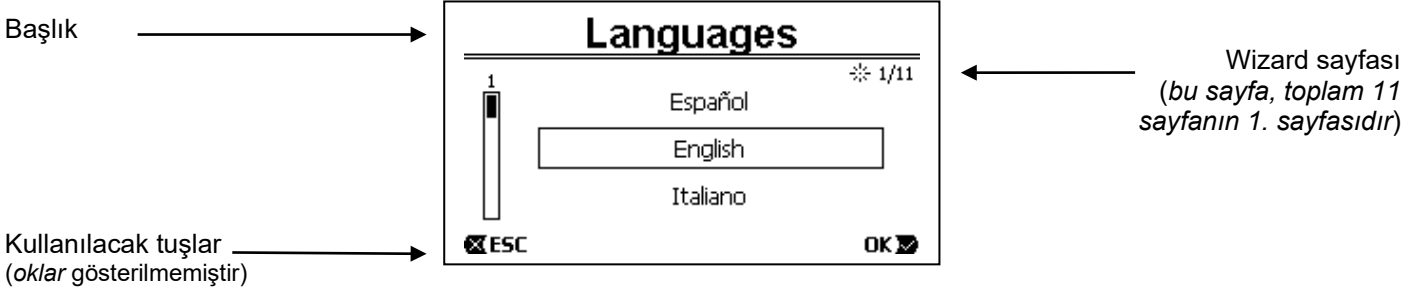 Başlık
Languages
1
1/11
Español
English
Italiano
ESC
OK
Wizard sayfası
(bu sayfa, toplam 11
sayfanın 1. sayfasıdır)
Kullanılacak tuşlar
(oklar gösterilmemiştir)